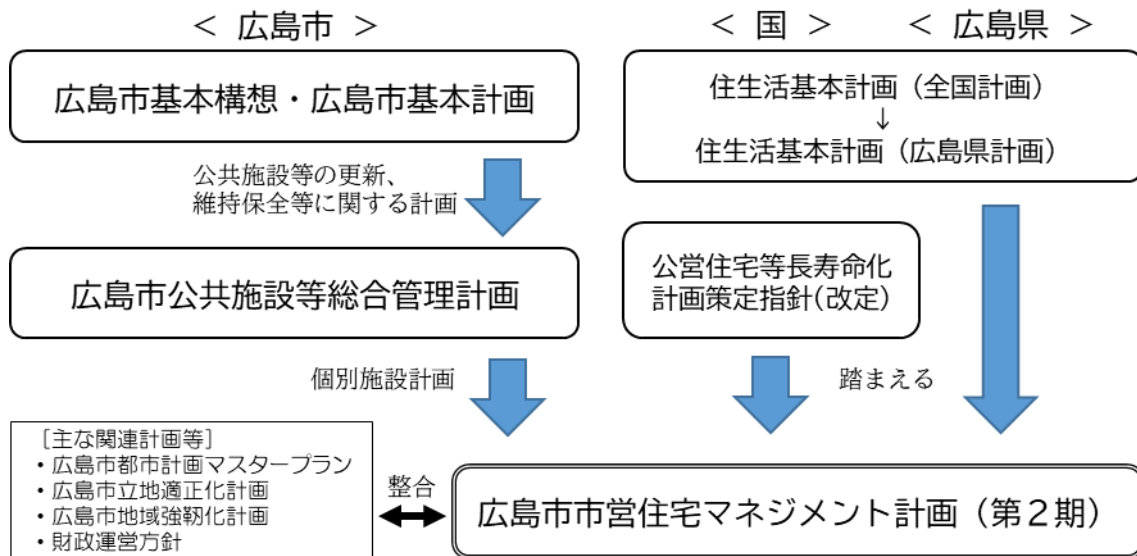 ＜ 広島市 ＞
広島市基本構想・広島市基本計画
公共施設等の更新、
維持保全等に関する計画
広島市公共施設等総合管理計画
個別施設計画
＜ 国 ＞
＜ 広島県 ＞
住生活基本計画（全国計画）
↓
住生活基本計画（広島県計画）
公営住宅等長寿命化
計画策定指針(改定)
踏まえる
［主な関連計画等］
・広島市都市計画マスタープラン
・広島市立地適正化計画
・広島市地域強靭化計画
・財政運営方針
整合
広島市市営住宅マネジメント計画（第２期）